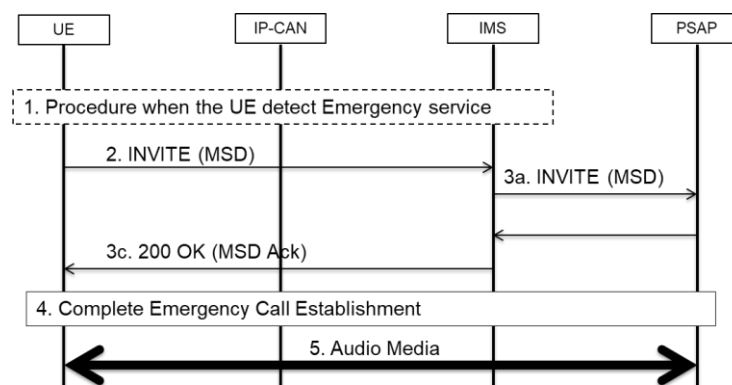 UE IP-CAN IMS PSAP
1. Procedure when the UE detect Emergency service
2. INVITE (MSD)
3a. INVITE (MSD)
3c. 200 OK (MSD Ack)
4. Complete Emergency Call Establishment
5. Audio Media